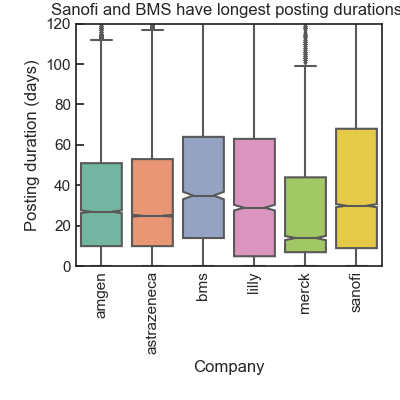 Sanofi and BMS have longest posting durations
120
100
80
60
40
20
0
Posting duration (days)
amgen
astrazeneca
bms
lilly
merck
sanofi
Company